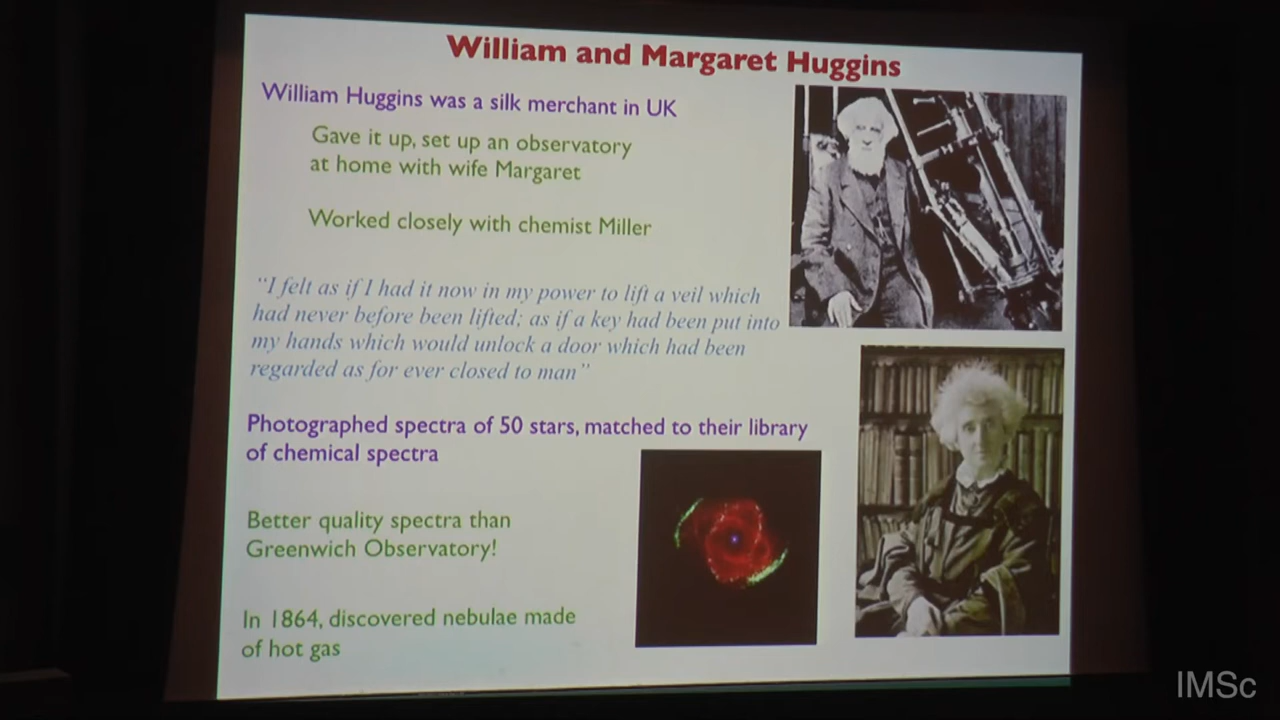 William and Margaret Huggins
William Huggins was a silk merchant in UK
Gave it up, set up an observatory
at home with wife Margaret
Worked closely with chemist Miller
"I felt as if I had it now in my power to lift a veil which
had never before been lifted; as if a key had been put into
my hands which would unlock a door which had been
regarded as for ever closed to man"
Photographed spectra of 50 stars, matched to their library
of chemical spectra
Better quality spectra than
Greenwich Observatory!
In 1864, discovered nebulae made
of hot gas
IMSc